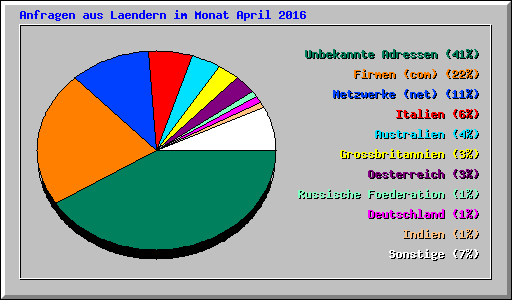 Anfragen aus Laendern im Monat April 2016
Unbekannte Adressen (41%)
Firmen (com) (22%)
Netzwerke (net) (11%)
Italien (6%)
Australien (4%)
Grossbritannien (3%)
Oesterreich (3%)
Russische Foederation (1%)
Deutschland (1%)
Indien (1%)
Sonstige (7%)